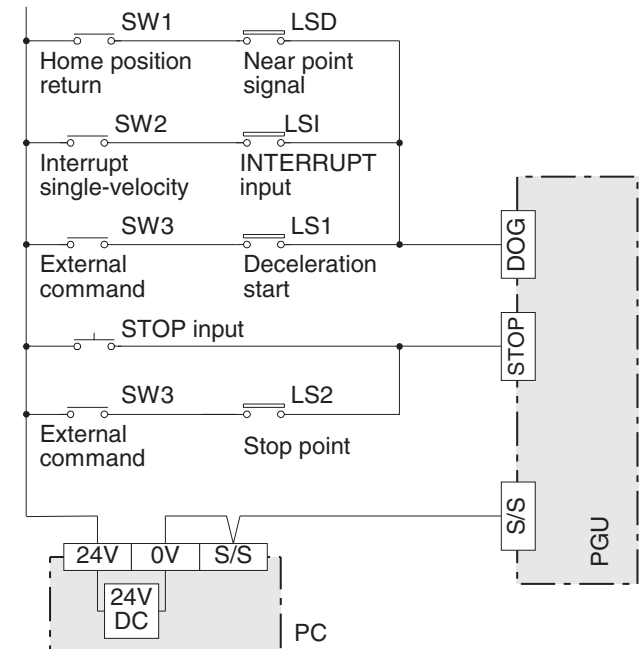 SW1 LSD
Home position
return
Near point
signal
SW2 LSI
Interrupt
single-velocity
INTERRUPT
input
SW3 LS1
External
command
Deceleration
start
DOG
STOP input
STOP
SW3 LS2
External
command
Stop point
S/S
PGU
24V 0V S/S
24V
DC
PC